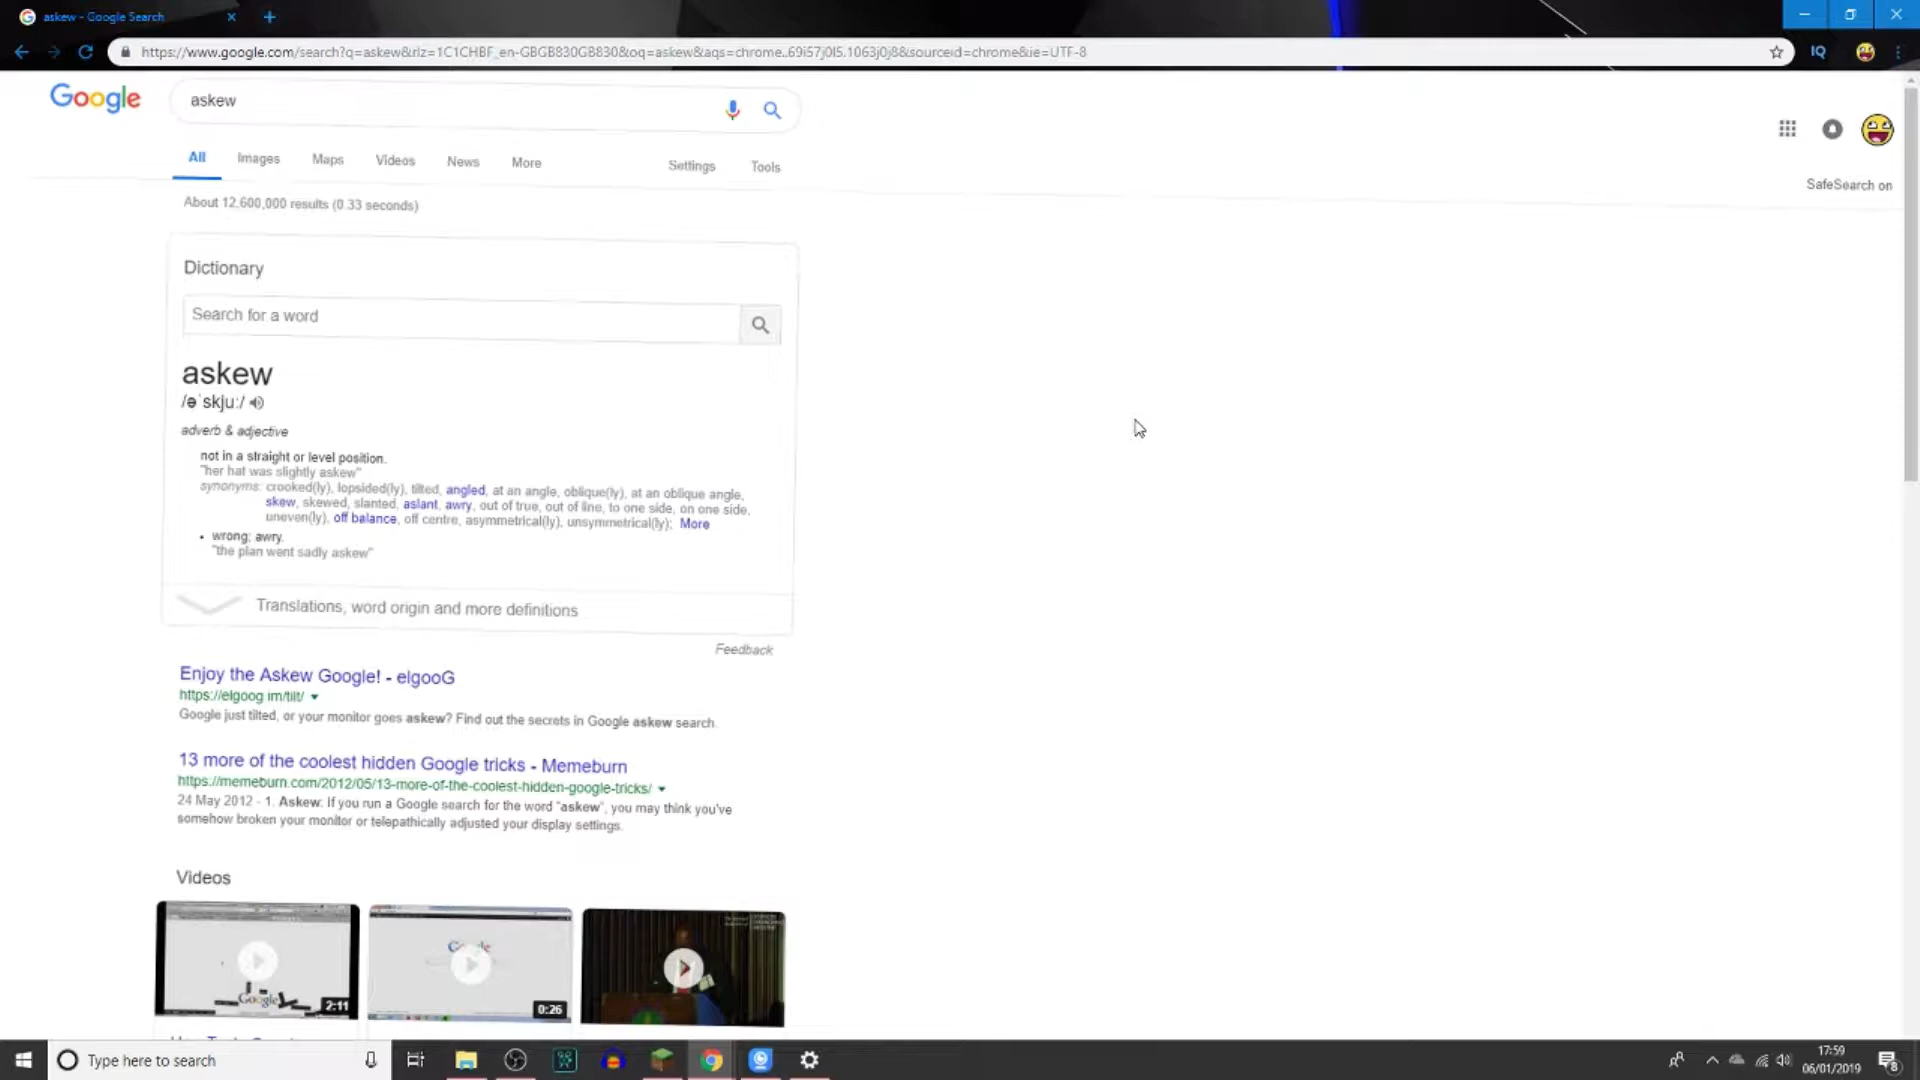 askew - Google Search
https://www.google.com/search?q=askew&rlz=1C1CHBF_en-GBGB830GB830&oq=askew&aqs=chrome..69i57j0l5.1063j0j8&sourceid=chrome&ie=UTF-8
IQ
Google
askew
All Images Maps Videos News More Settings Tools
SafeSearch on
About 12,600,000 results (0.33 seconds)
Dictionary
Search for a word
askew
/əˈskjuː/
adverb & adjective
not in a straight or level position.
"her hat was slightly askew"
synonyms: crooked(ly), lopsided(ly), tilted, angled, at an angle, oblique(ly), at an oblique angle,
skew, skewed, slanted, aslant, awry, out of true, out of line, to one side, on one side,
uneven(ly), off balance, off centre, asymmetrical(ly), unsymmetrical(ly); More
• wrong; awry.
"the plan went sadly askew"
Translations, word origin and more definitions
Feedback
Enjoy the Askew Google! - elgooG
https://elgoog.im/tilt/
Google just tilted, or your monitor goes askew? Find out the secrets in Google askew search.
13 more of the coolest hidden Google tricks - Memeburn
https://memeburn.com/2012/05/13-more-of-the-coolest-hidden-google-tricks/
24 May 2012 - 1. Askew: If you run a Google search for the word "askew", you may think you've
somehow broken your monitor or telepathically adjusted your display settings.
Videos
Google
2:11
0:26
Type here to search
17:59
06/01/2019
8